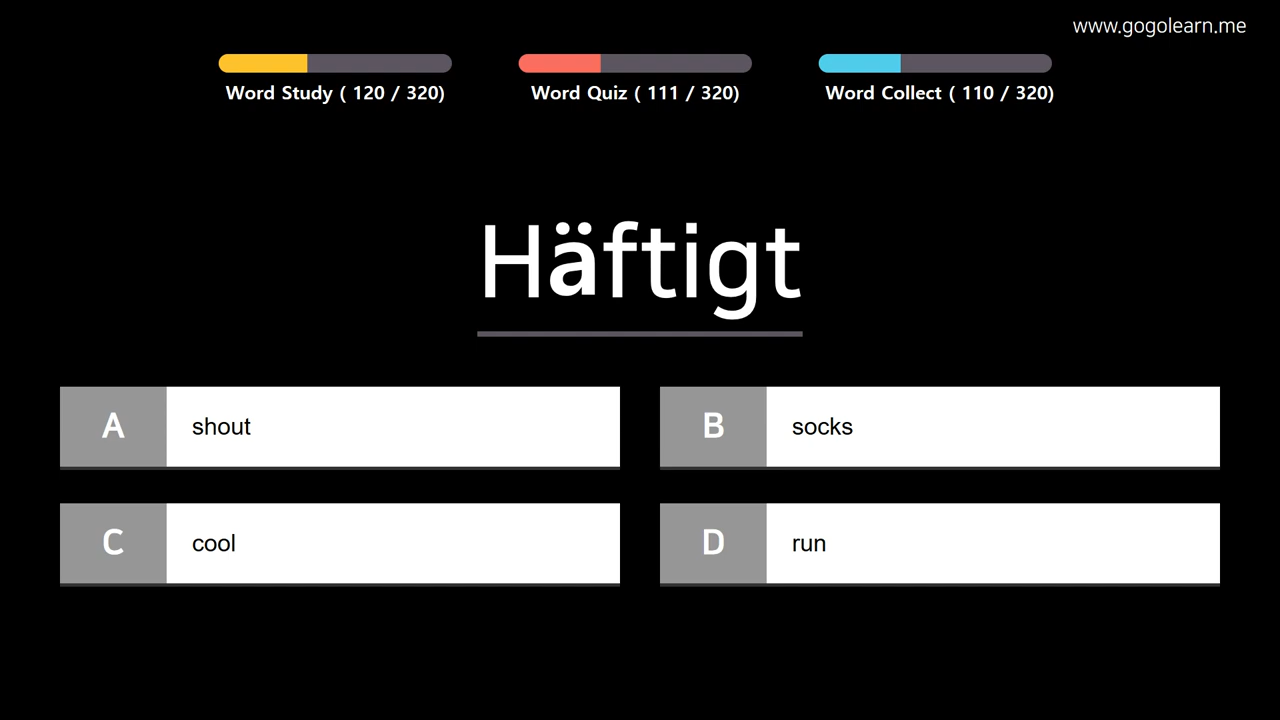 www.gogolearn.me
Word Study ( 120 / 320)
Word Quiz ( 111 / 320)
Word Collect ( 110 / 320)
Häftigt
A shout
B socks
C cool
D run